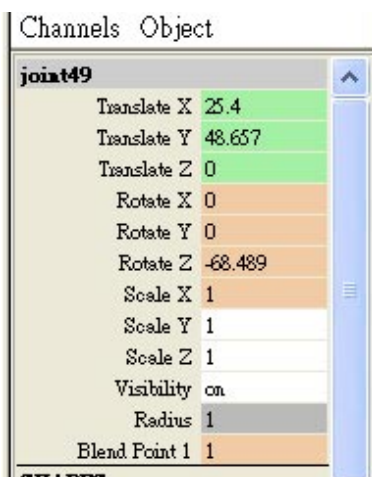 Channels Object
joint49
Translate X 25.4
Translate Y 48.657
Translate Z 0
Rotate X 0
Rotate Y 0
Rotate Z -68.489
Scale X 1
Scale Y 1
Scale Z 1
Visibility on
Radius 1
Blend Point 1 1